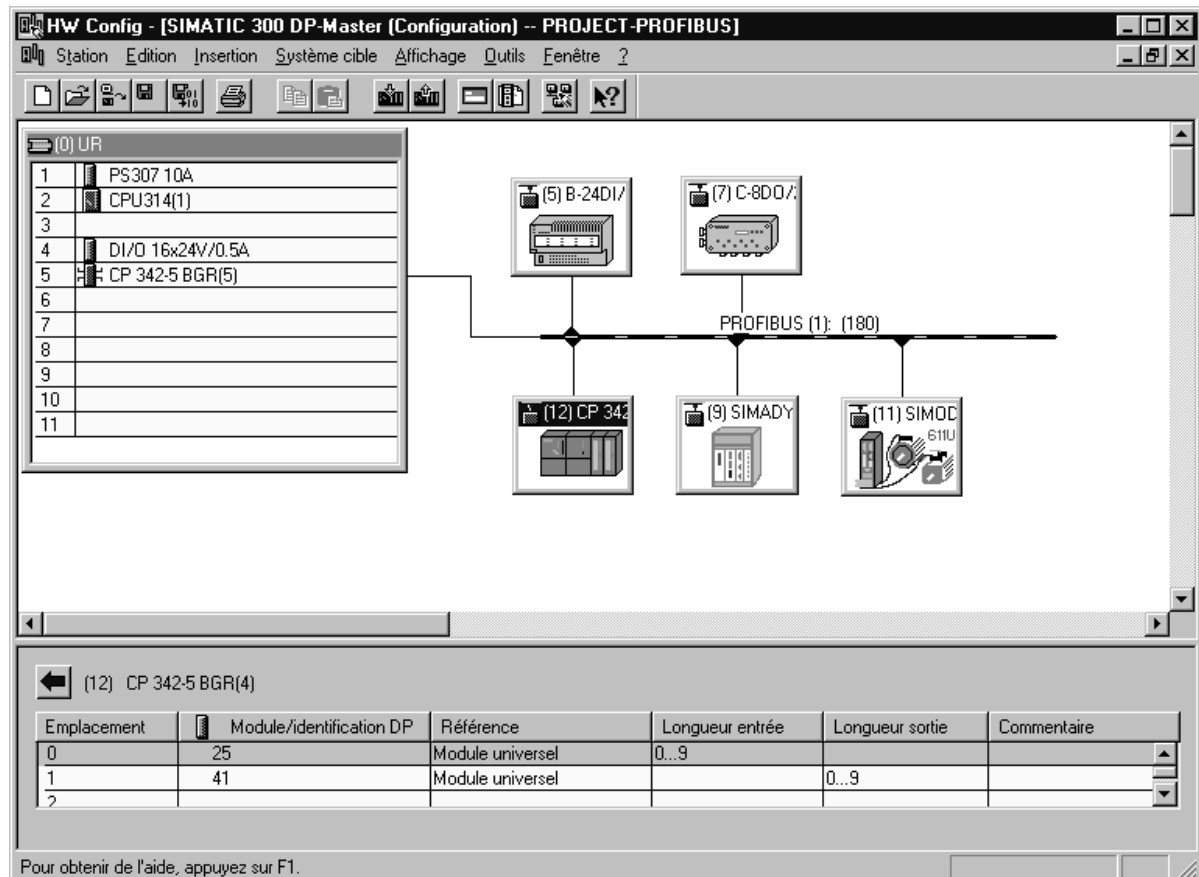 HW Config - [SIMATIC 300 DP-Master (Configuration) -- PROJECT-PROFIBUS]
Station Edition Insertion Système cible Affichage Outils Fenêtre ?
(0) UR
1 PS307 10A
2 CPU314(1)
3
4 DI/O 16x24V/0.5A
5 CP 342-5 BGR(5)
6
7
8
9
10
11
(5) B-24DI/
(7) C-8DO/
PROFIBUS (1): (180)
(12) CP 342
(9) SIMADY
(11) SIMOD
611U
(12) CP 342-5 BGR(4)
Emplacement Module/identification DP Référence Longueur entrée Longueur sortie Commentaire
0 25 Module universel 0...9
1 41 Module universel 0...9
2
Pour obtenir de l'aide, appuyez sur F1.